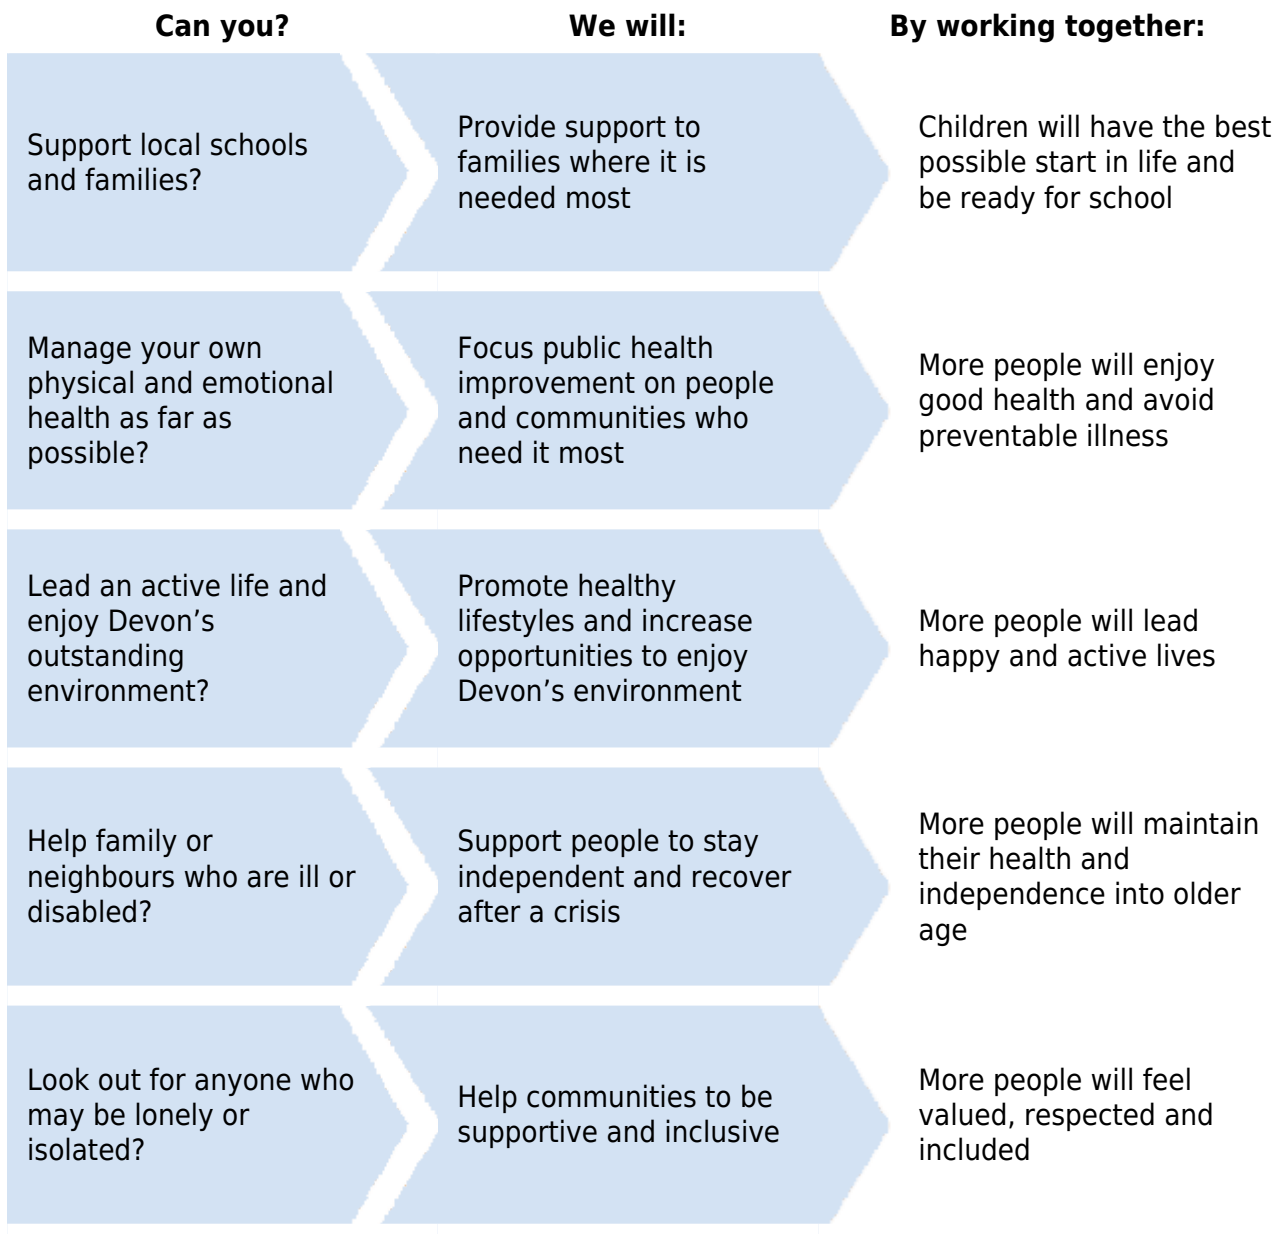 Can you?
We will:
By working together:
Support local schools
and families?
Provide support to
families where it is
needed most
Children will have the best
possible start in life and
be ready for school
Manage your own
physical and emotional
health as far as
possible?
Focus public health
improvement on people
and communities who
need it most
More people will enjoy
good health and avoid
preventable illness
Lead an active life and
enjoy Devon’s
outstanding
environment?
Promote healthy
lifestyles and increase
opportunities to enjoy
Devon’s environment
More people will lead
happy and active lives
Help family or
neighbours who are ill or
disabled?
Support people to stay
independent and recover
after a crisis
More people will maintain
their health and
independence into older
age
Look out for anyone who
may be lonely or
isolated?
Help communities to be
supportive and inclusive
More people will feel
valued, respected and
included